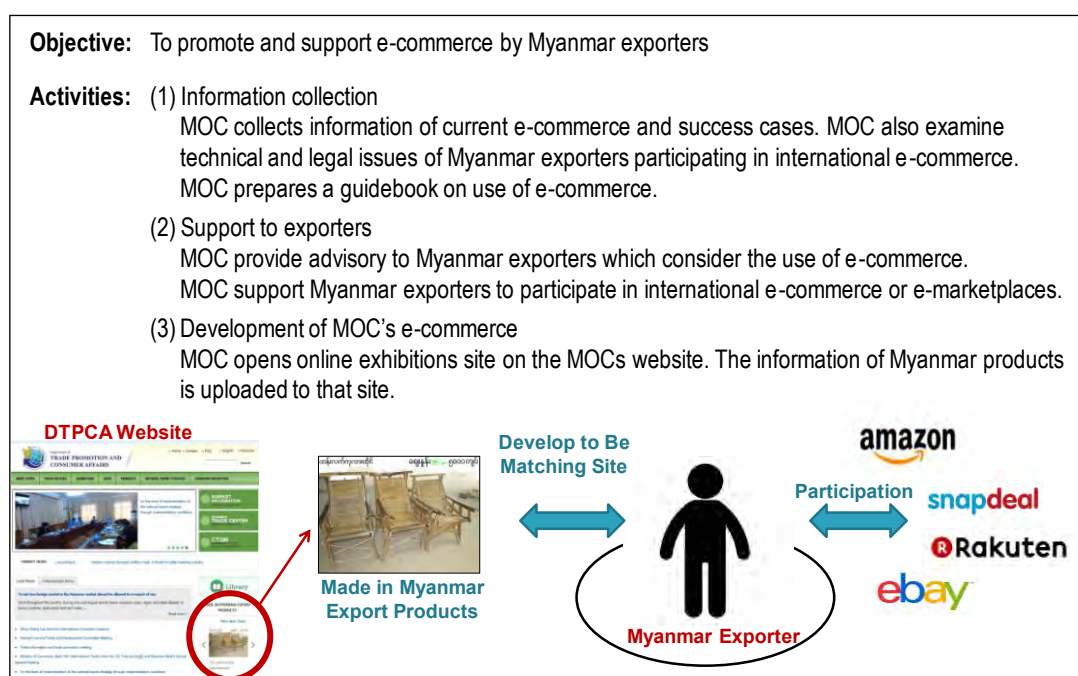 Objective: To promote and support e-commerce by Myanmar exporters
Activities: (1) Information collection
MOC collects information of current e-commerce and success cases. MOC also examine
technical and legal issues of Myanmar exporters participating in international e-commerce.
MOC prepares a guidebook on use of e-commerce.
(2) Support to exporters
MOC provide advisory to Myanmar exporters which consider the use of e-commerce.
MOC support Myanmar exporters to participate in international e-commerce or e-marketplaces.
(3) Development of MOC's e-commerce
MOC opens online exhibitions site on the MOCs website. The information of Myanmar products
is uploaded to that site.
DTPCA Website
TRADE PROMOTION AND
CONSUMER AFFAIRS
Search
MARKET
INFORMATION
TRADE CENTER
Library
Made in Myanmar
Export Products
Develop to Be
Matching Site
Myanmar Exporter
Participation
amazon
snapdeal
Rakuten
ebay